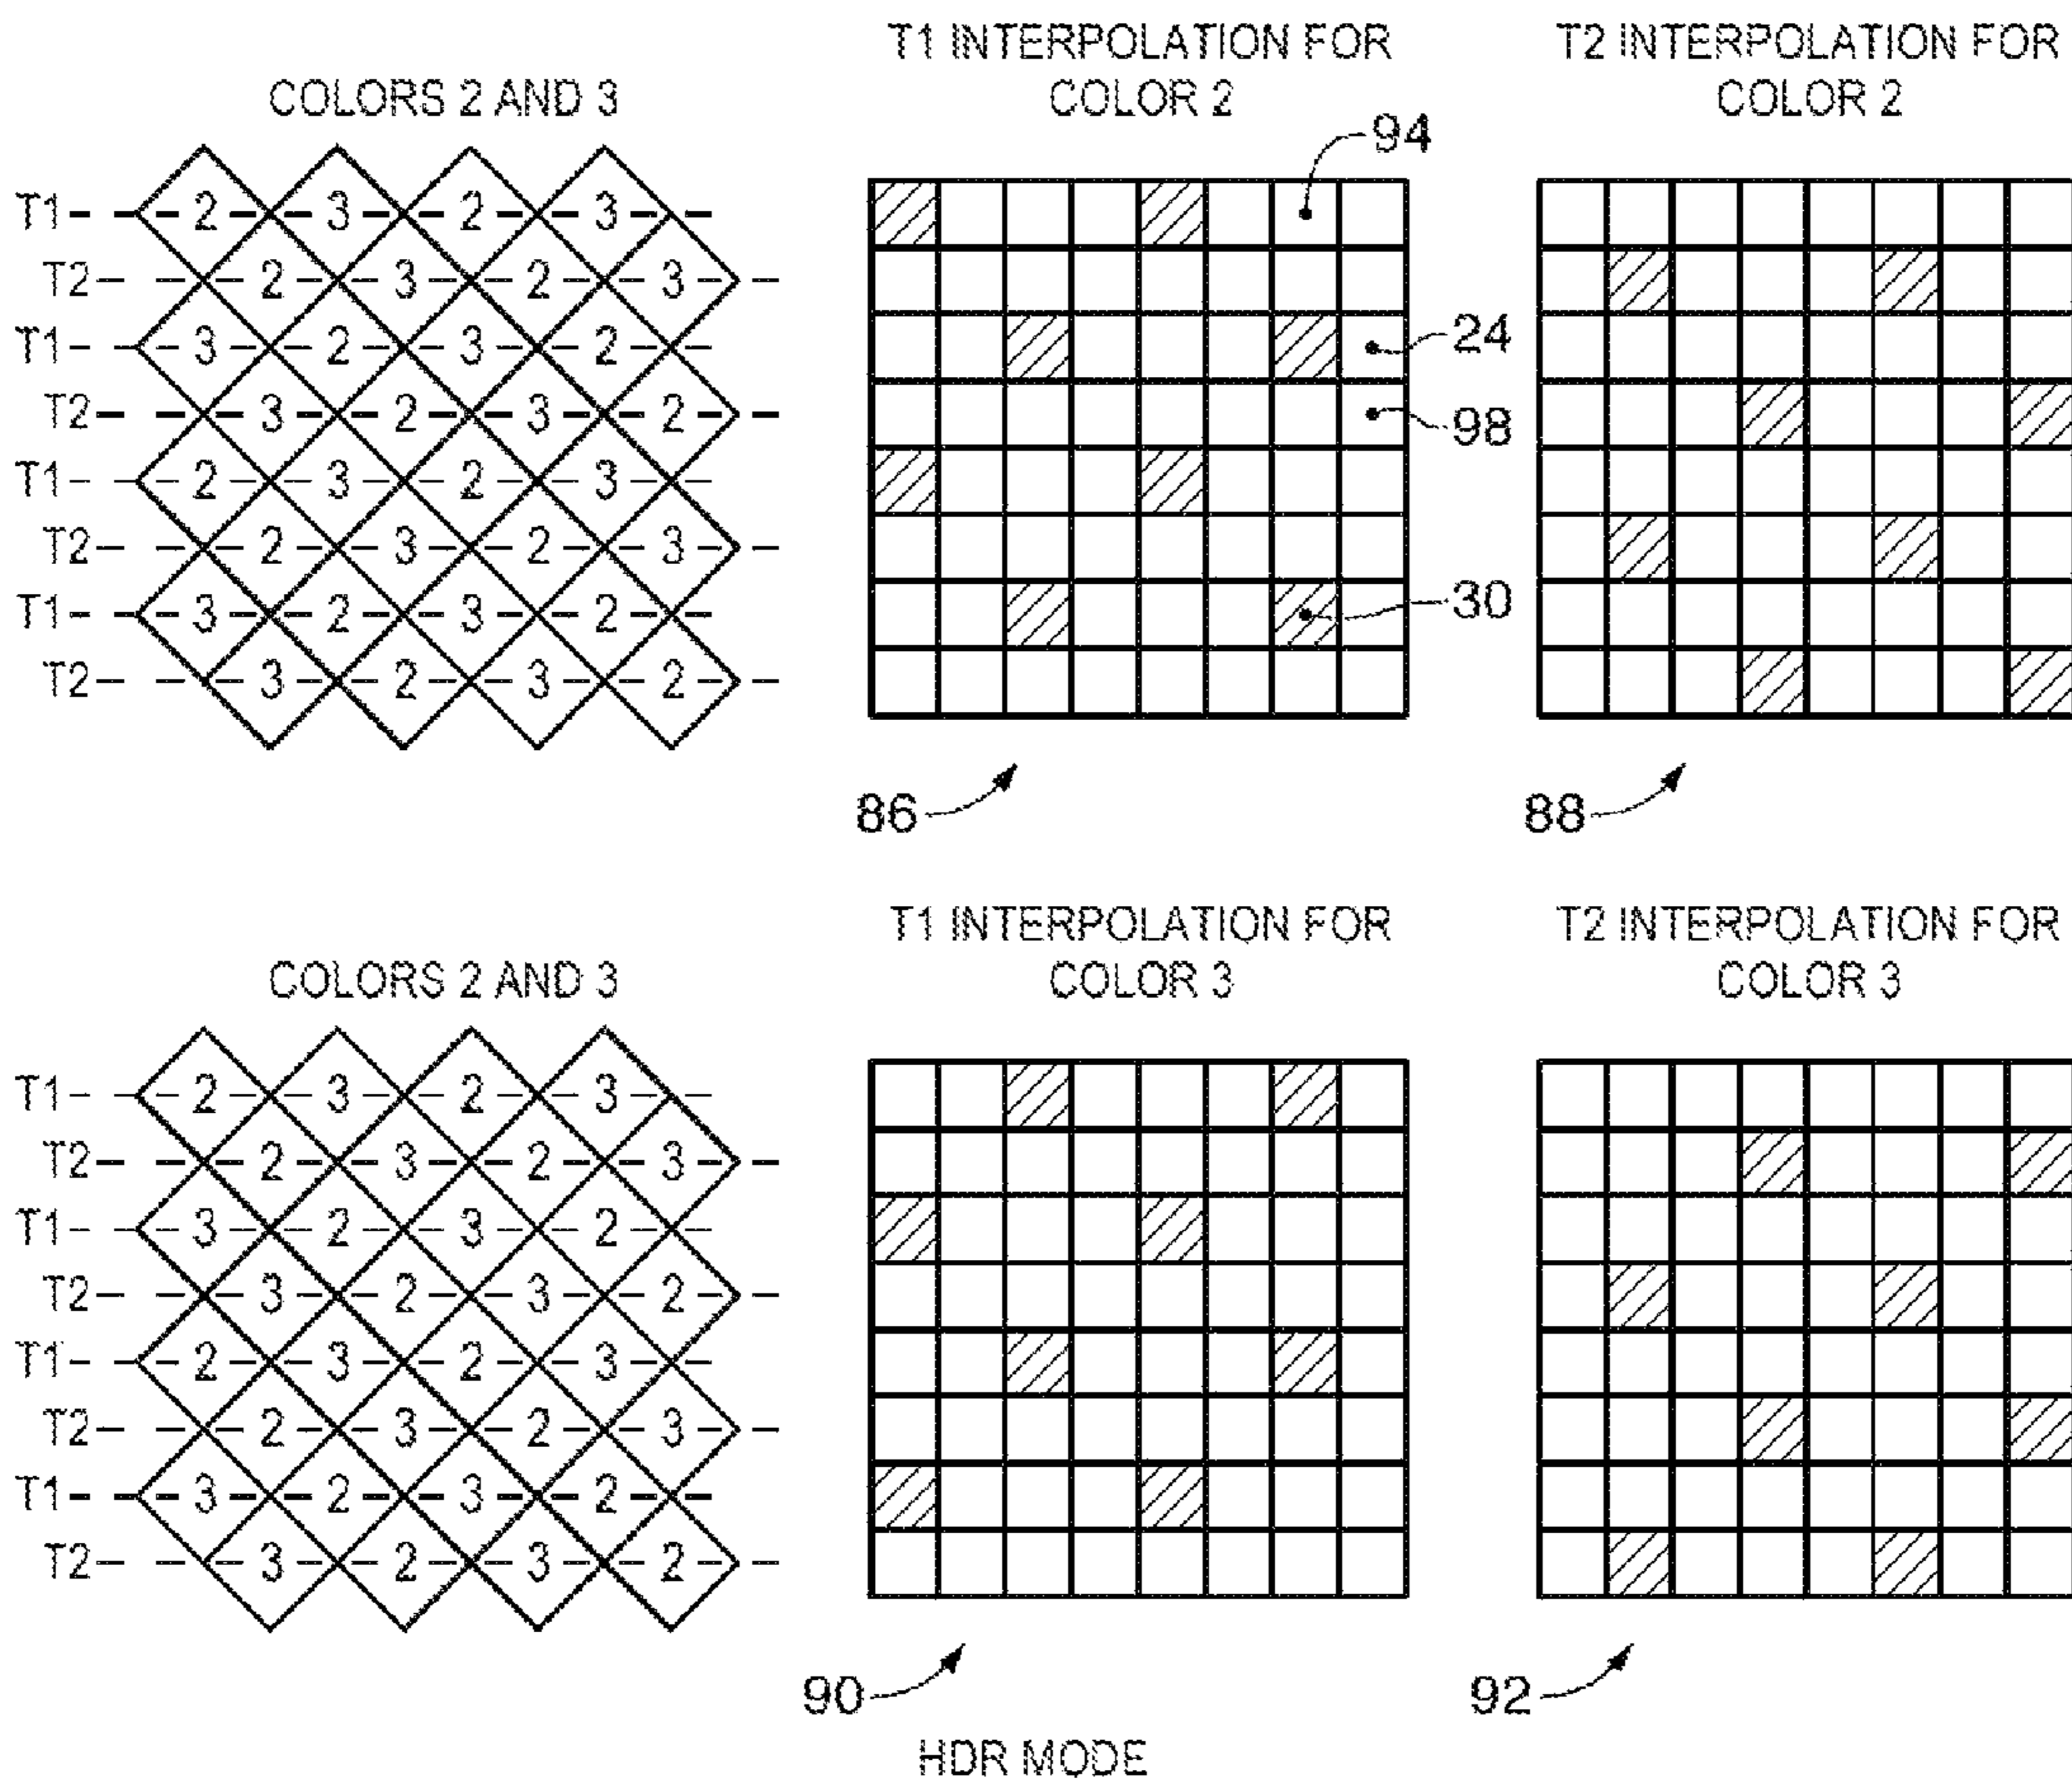 T1 INTERPOLATION FOR
COLOR 2
T2 INTERPOLATION FOR
COLOR 2
COLORS 2 AND 3
94
T1 2 3 2 3
T2 2 3 2 3
T1 3 2 3 2
24
T2 3 2 3 2
98
T1 2 3 2 3
T2 2 3 2 3
T1 3 2 3 2
30
T2 3 2 3 2
86
88
T1 INTERPOLATION FOR
COLOR 3
T2 INTERPOLATION FOR
COLOR 3
COLORS 2 AND 3
T1 2 3 2 3
T2 2 3 2 3
T1 3 2 3 2
T2 3 2 3 2
T1 2 3 2 3
T2 2 3 2 3
T1 3 2 3 2
T2 3 2 3 2
90
92
HDR MODE